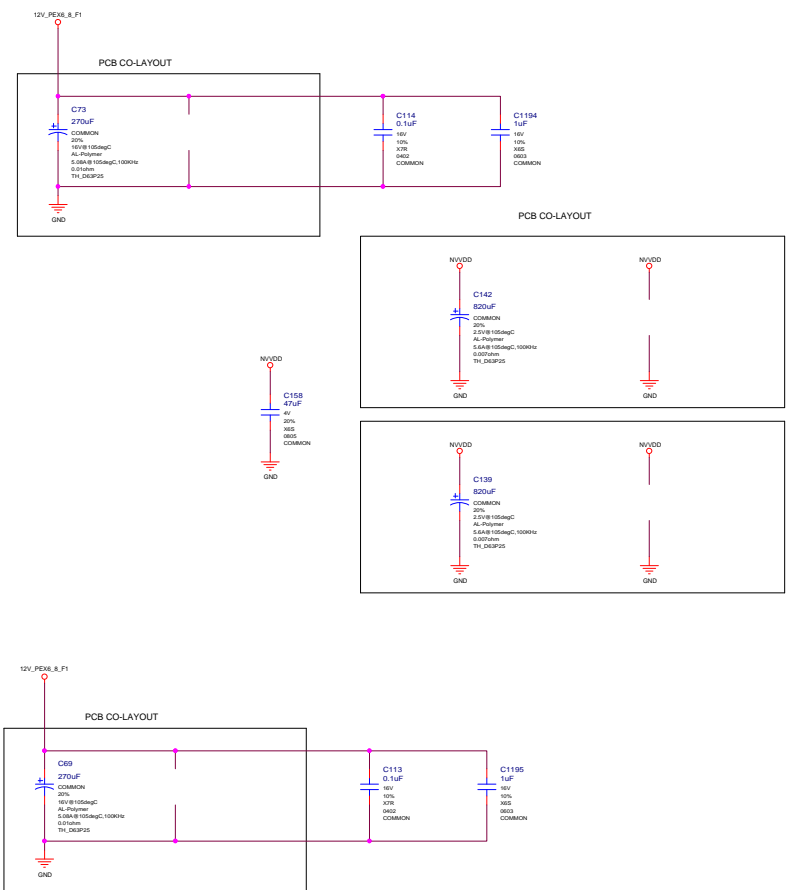 12V_PEX6_8_F1
PCB CO-LAYOUT
C73
270uF
COMMON
20%
16V@105degC
AL-Polymer
5.08A@105degC,100KHz
0.01ohm
TH_D63P25
GND
C114
0.1uF
16V
10%
X7R
0402
COMMON
C1194
1uF
16V
10%
X6S
0603
COMMON
PCB CO-LAYOUT
NVVDD
C142
820uF
COMMON
20%
2.5V@105degC
AL-Polymer
5.6A@105degC,100KHz
0.007ohm
TH_D63P25
GND
NVVDD
GND
NVVDD
C158
47uF
4V
20%
X6S
0805
COMMON
GND
NVVDD
C139
820uF
COMMON
20%
2.5V@105degC
AL-Polymer
5.6A@105degC,100KHz
0.007ohm
TH_D63P25
GND
NVVDD
GND
12V_PEX6_8_F1
PCB CO-LAYOUT
C69
270uF
COMMON
20%
16V@105degC
AL-Polymer
5.08A@105degC,100KHz
0.01ohm
TH_D63P25
GND
C113
0.1uF
16V
10%
X7R
0402
COMMON
C1195
1uF
16V
10%
X6S
0603
COMMON